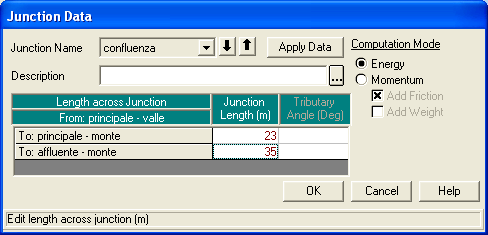 Junction Data
Junction Name confluenza Apply Data Computation Mode
Energy
Description ... Momentum
Add Friction
Add Weight
Length across Junction Junction Tributary
From: principale - valle Length (m) Angle (Deg)
To: principale - monte 23
To: affluente - monte 35
OK Cancel Help
Edit length across junction (m)